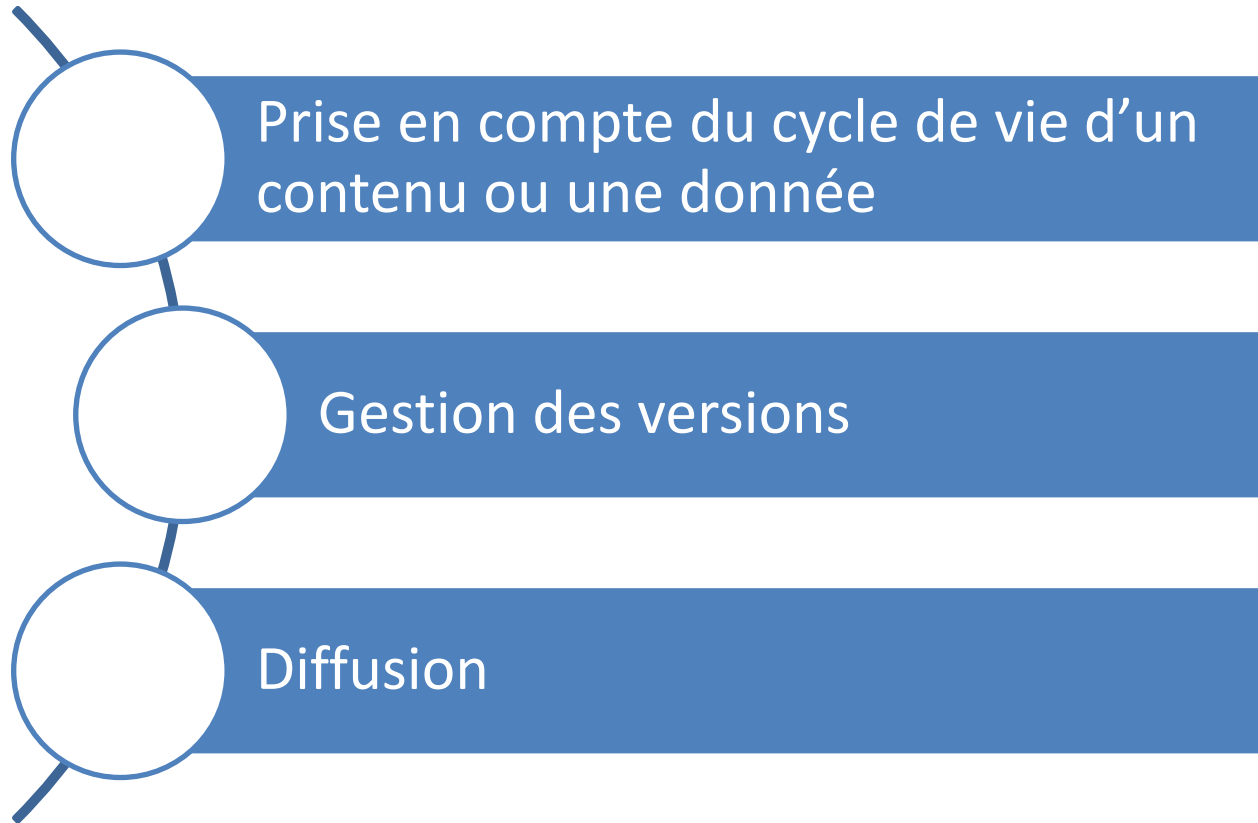 Prise en compte du cycle de vie d’un
contenu ou une donnée
Gestion des versions
Diffusion